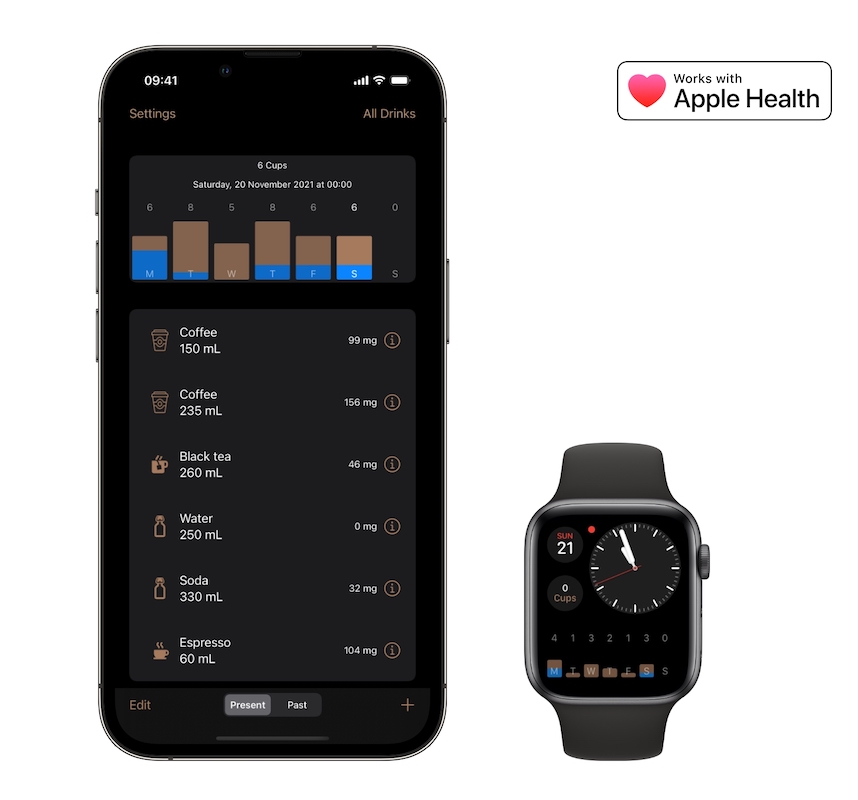 09:41
Settings
All Drinks
6 Cups
Saturday, 20 November 2021 at 00:00
6 8 5 8 6 6 0
M T W T F S S
Coffee
150 mL
99 mg
Coffee
235 mL
156 mg
Black tea
260 mL
46 mg
Water
250 mL
0 mg
Soda
330 mL
32 mg
Espresso
60 mL
104 mg
Edit
Present
Past
Works with
Apple Health
SUN
21
0
Cups
4 1 3 2 1 3 0
M T W T F S S